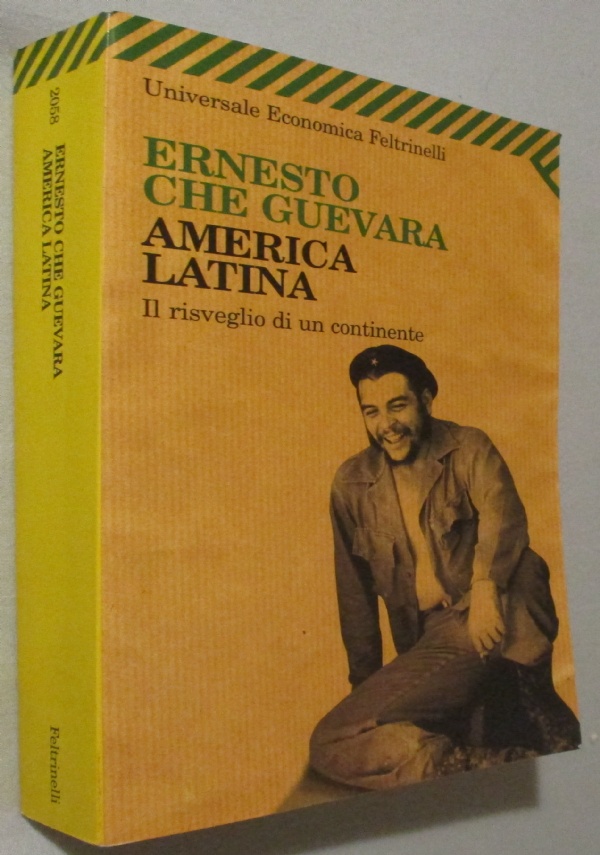 Universale Economica Feltrinelli
ERNESTO
CHE GUEVARA
AMERICA
LATINA
Il risveglio di un continente
2058
ERNESTO CHE GUEVARA
AMERICA LATINA
Feltrinelli